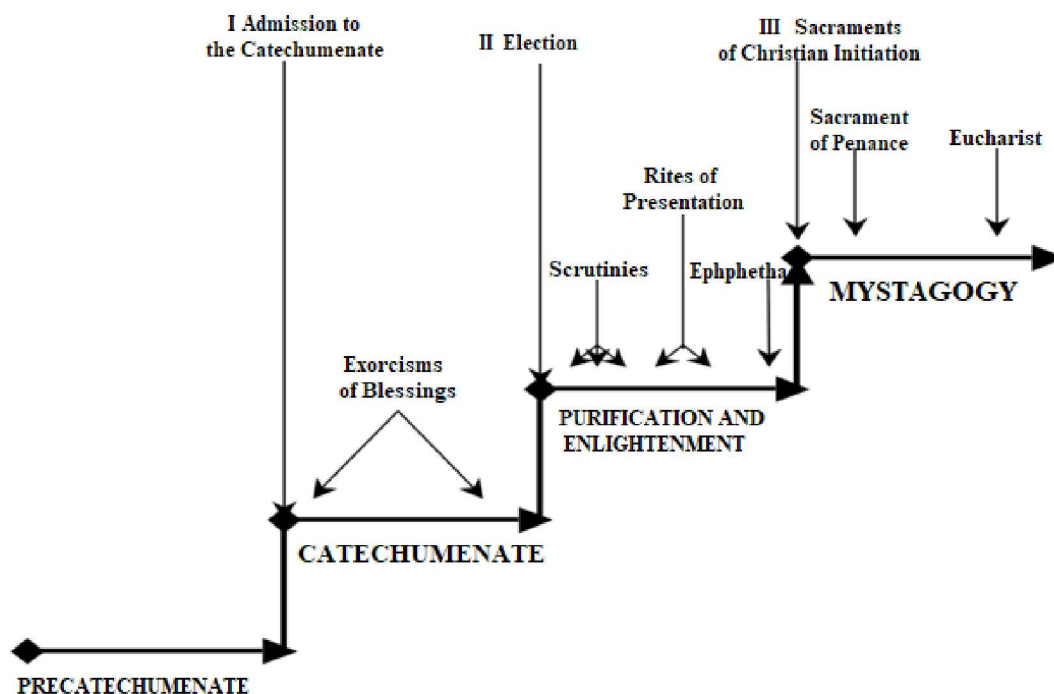 I Admission to
the Catechumenate
II Election
III Sacraments
of Christian Initiation
Sacrament
of Penance
Eucharist
Rites of
Presentation
Scrutinies
Ephphetha
MYSTAGOGY
Exorcisms
of Blessings
PURIFICATION AND
ENLIGHTENMENT
CATECHUMENATE
PRECATECHUMENATE